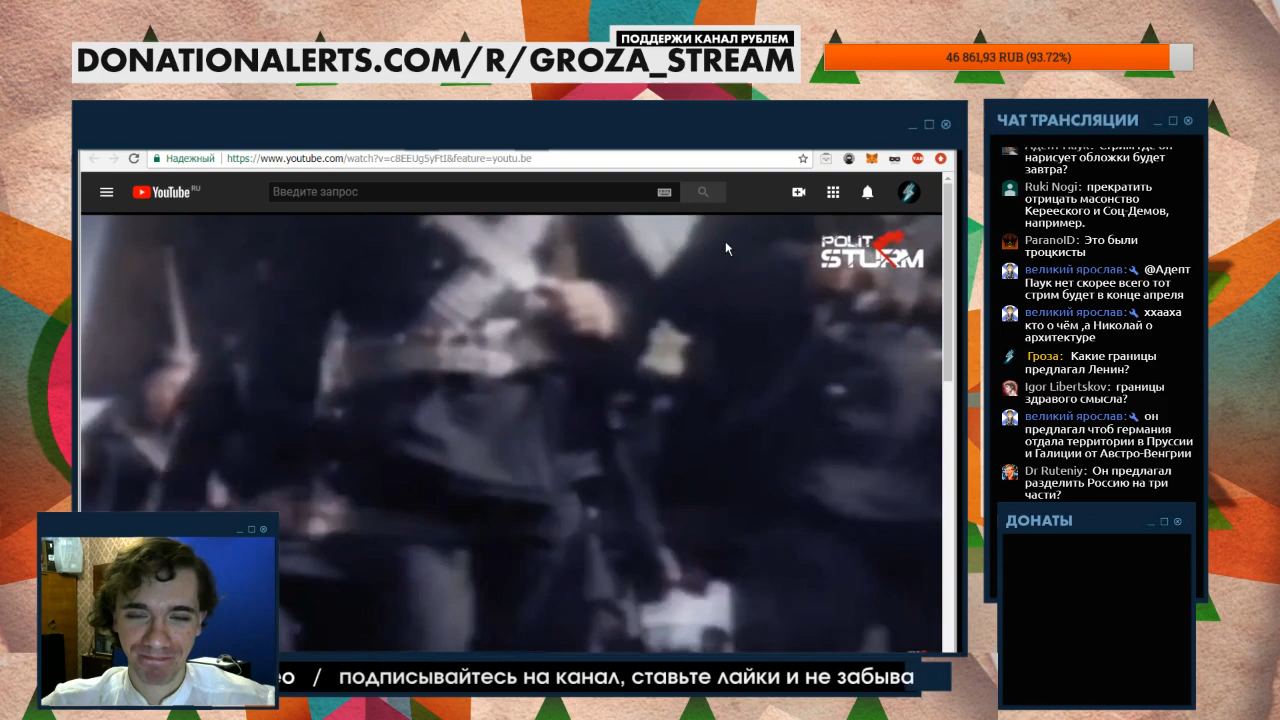 ПОДДЕРЖИ КАНАЛ РУБЛЕМ
DONATIONALERTS.COM/R/GROZA_STREAM
46 861,93 RUB (93.72%)
Надежный
https://www.youtube.com/watch?v=c8EEUg5yFtI&feature=youtu.be
YouTube RU
Введите запрос
POLIT
STURM
ЧАТ ТРАНСЛЯЦИИ
нарисует обложки будет
завтра?
Ruki Nogi: прекратить
отрицать масонство
Керееского и Соц-Демов,
например.
ParanoID: Это были
троцкисты
великий ярослав: @Адепт
Паук нет скорее всего тот
стрим будет в конце апреля
великий ярослав: ххааха
кто о чём ,а Николай о
архитектуре
Гроза: Какие границы
предлагал Ленин?
Igor Libertskov: границы
здравого смысла?
великий ярослав: он
предлагал чтоб германия
отдала территории в Пруссии
и Галиции от Австро-Венгрии
Dr Ruteniy: Он предлагал
разделить Россию на три
части?
ДОНАТЫ
ео / подписывайтесь на канал, ставьте лайки и не забыва